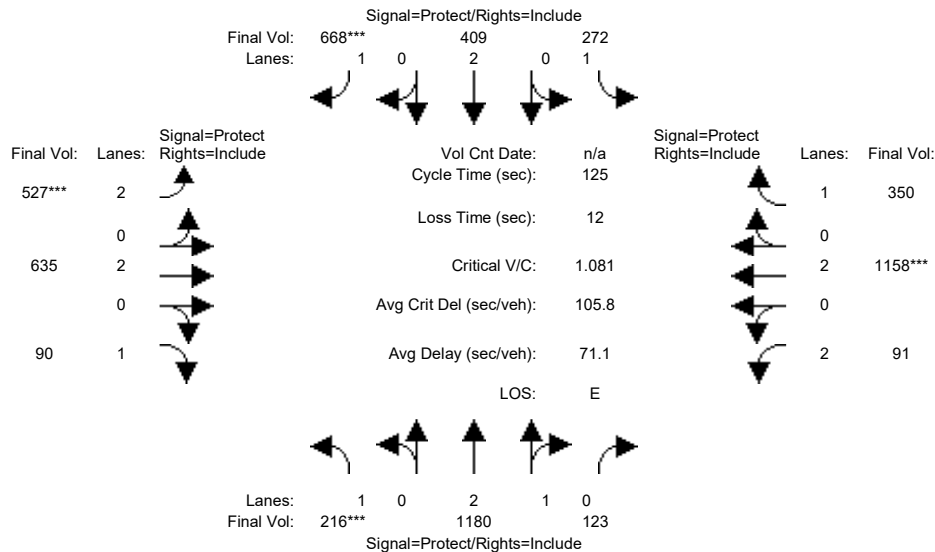 Signal=Protect/Rights=Include
Final Vol: 668*** 409 272
Lanes: 1 0 2 0 1
Signal=Protect
Final Vol: Lanes: Rights=Include
Vol Cnt Date: n/a
Signal=Protect
Rights=Include Lanes: Final Vol:
Cycle Time (sec): 125
527*** 2
1 350
Loss Time (sec): 12
0
0
635 2
Critical V/C: 1.081
2 1158***
0
Avg Crit Del (sec/veh): 105.8
0
90 1
Avg Delay (sec/veh): 71.1
2 91
LOS: E
Lanes: 1 0 2 1 0
Final Vol: 216*** 1180 123
Signal=Protect/Rights=Include